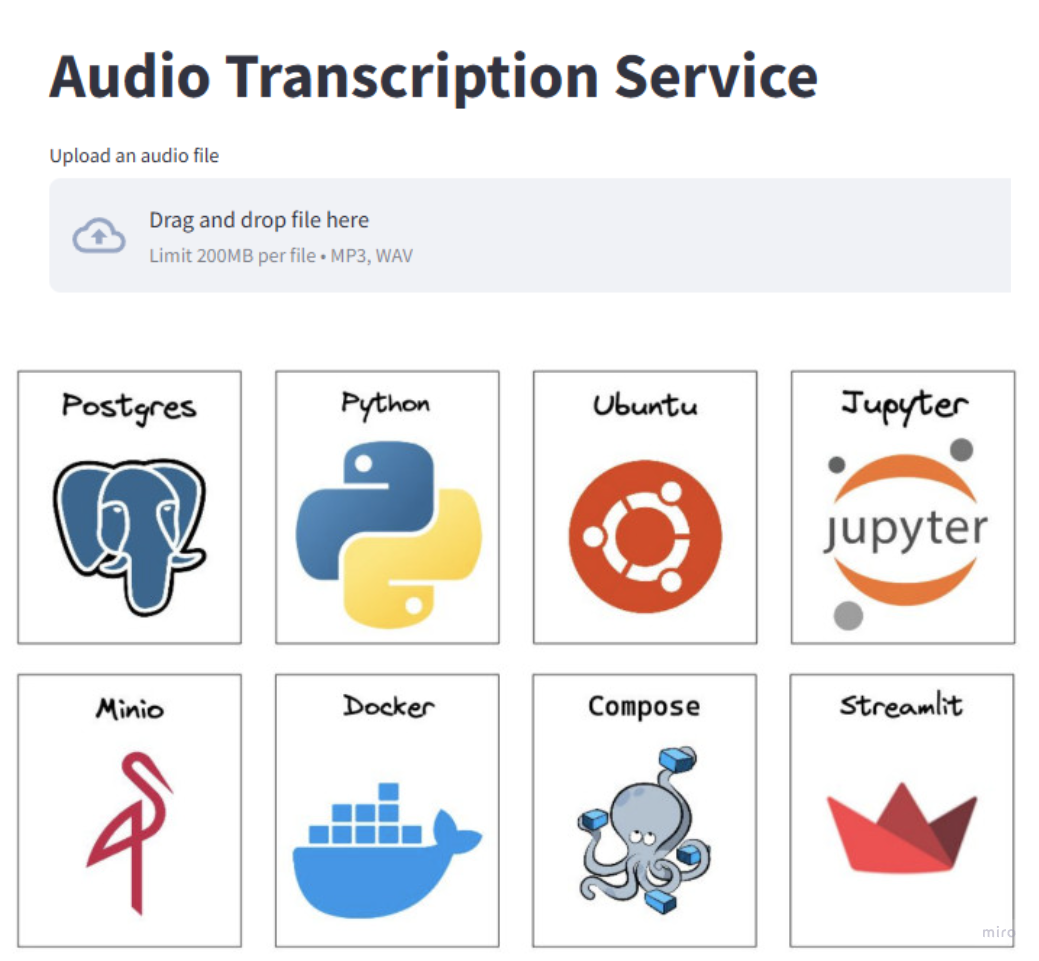 Audio Transcription Service
Upload an audio file
Drag and drop file here
Limit 200MB per file • MP3, WAV
Postgres
Python
Ubuntu
Jupyter
jupyter
Minio
Docker
Compose
Streamlit
miro